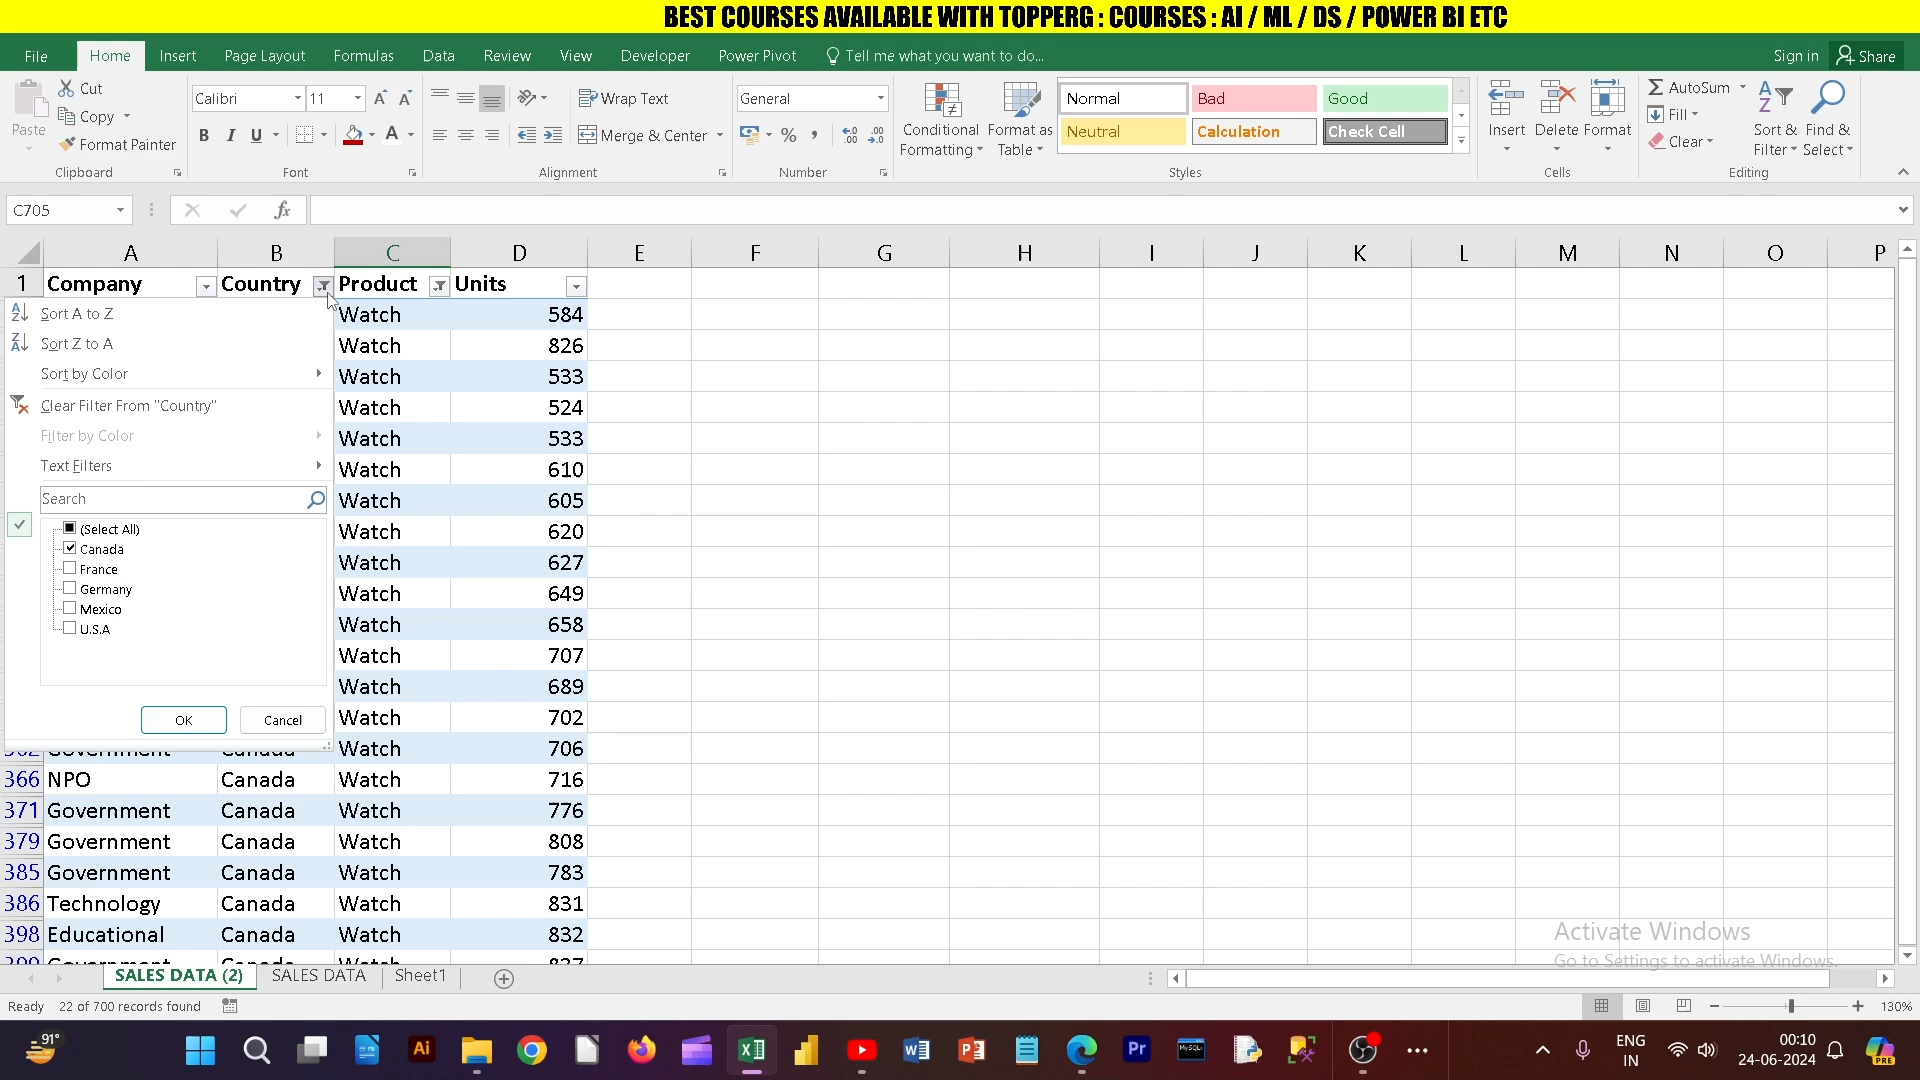 BEST COURSES AVAILABLE WITH TOPPERG : COURSES : AI / ML / DS / POWER BI ETC
File Home Insert Page Layout Formulas Data Review View Developer Power Pivot Tell me what you want to do... Sign in Share
Paste Cut Copy Format Painter
Calibri 11 B I U A
Wrap Text
Merge & Center
General
%
Conditional Formatting
Format as Table
Normal Bad Good
Neutral Calculation Check Cell
Insert Delete Format
AutoSum
Fill
Clear
Sort & Filter
Find & Select
Clipboard Font Alignment Number Styles Cells Editing
C705 fx
A B C D E F G H I J K L M N O P
1 Company Country Product Units
Sort A to Z
Sort Z to A
Sort by Color
Clear Filter From "Country"
Filter by Color
Text Filters
Search
(Select All)
Canada
France
Germany
Mexico
U.S.A
OK Cancel
Watch 584
Watch 826
Watch 533
Watch 524
Watch 533
Watch 610
Watch 605
Watch 620
Watch 627
Watch 649
Watch 658
Watch 707
Watch 689
Watch 702
Watch 706
366 NPO Canada Watch 716
371 Government Canada Watch 776
379 Government Canada Watch 808
385 Government Canada Watch 783
386 Technology Canada Watch 831
398 Educational Canada Watch 832
Activate Windows
Go to Settings to activate Windows.
SALES DATA (2) SALES DATA Sheet1
Ready 22 of 700 records found 130%
91° Ai Pr MySQL ENG IN 00:10 24-06-2024 PRE